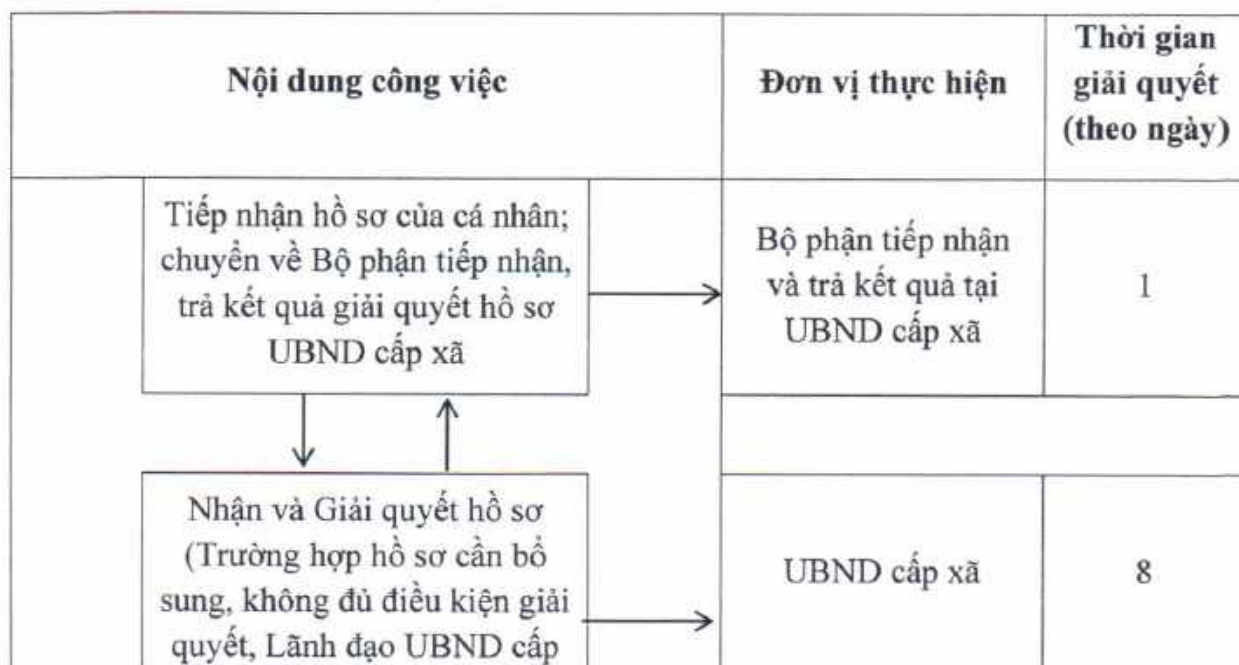 Nội dung công việc
Đơn vị thực hiện
Thời gian
giải quyết
(theo ngày)
Tiếp nhận hồ sơ của cá nhân;
chuyển về Bộ phận tiếp nhận,
trả kết quả giải quyết hồ sơ
UBND cấp xã
Bộ phận tiếp nhận
và trả kết quả tại
UBND cấp xã
1
Nhận và Giải quyết hồ sơ
(Trường hợp hồ sơ cần bổ
sung, không đủ điều kiện giải
quyết, Lãnh đạo UBND cấp
UBND cấp xã
8